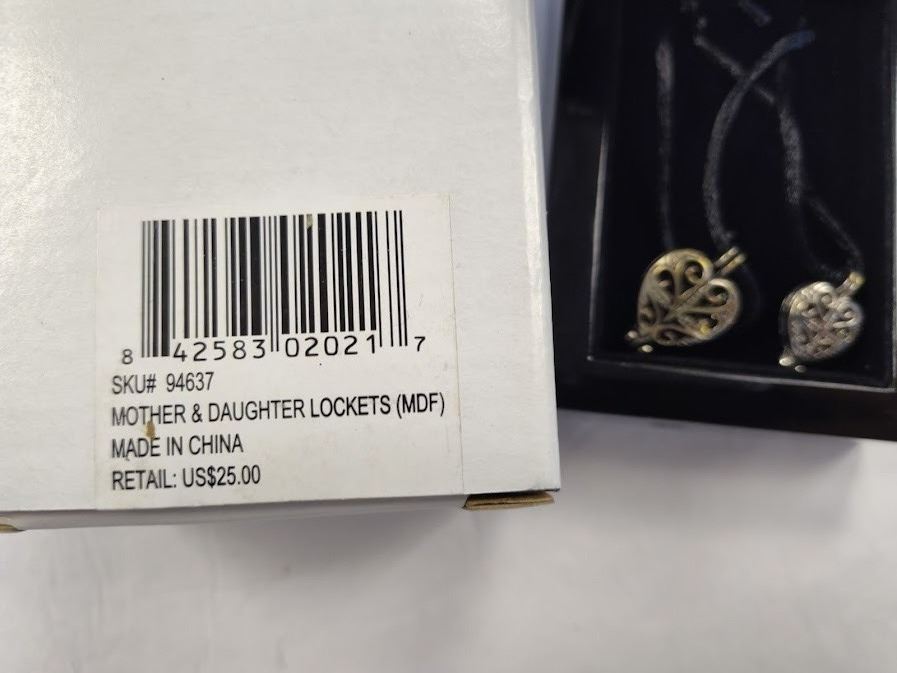 8 42583 02021 7
SKU# 94637
MOTHER & DAUGHTER LOCKETS (MDF)
MADE IN CHINA
RETAIL: US$25.00